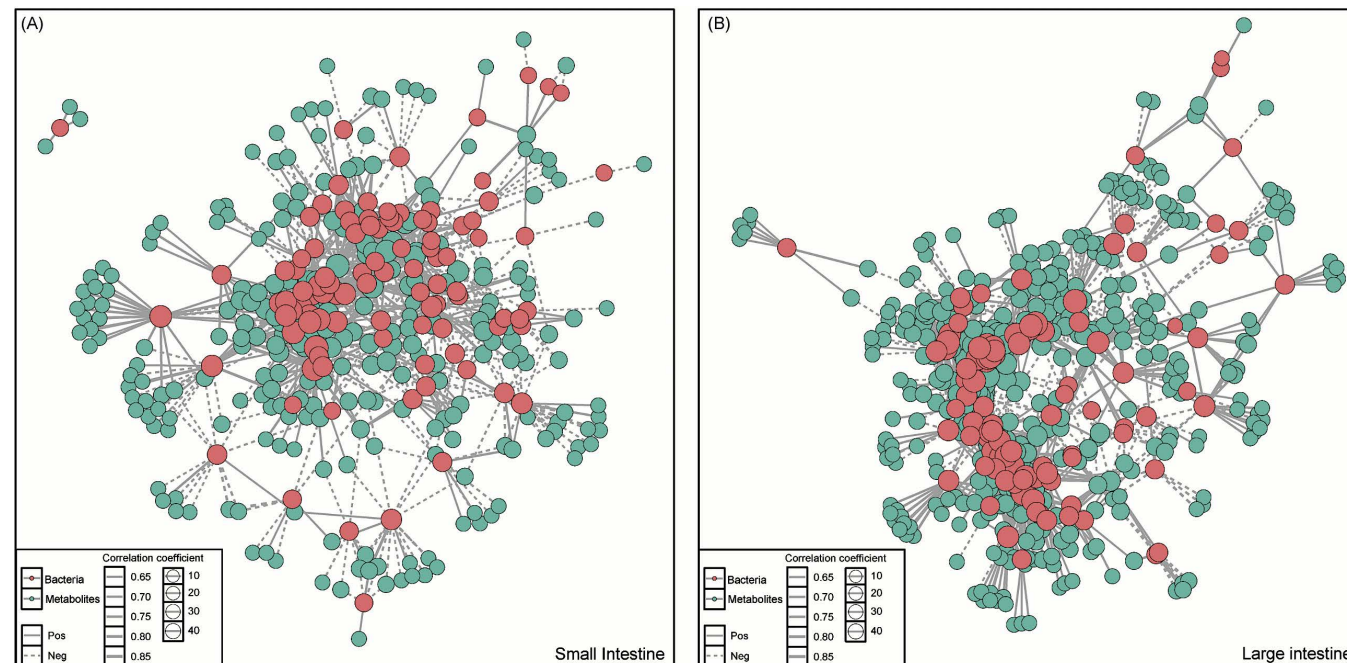 (A)
Correlation coefficient
Bacteria
Metabolites
Pos
Neg
0.65
0.70
0.75
0.80
0.85
10
20
30
40
Small Intestine
(B)
Correlation coefficient
Bacteria
Metabolites
Pos
Neg
0.65
0.70
0.75
0.80
0.85
10
20
30
40
Large intestine